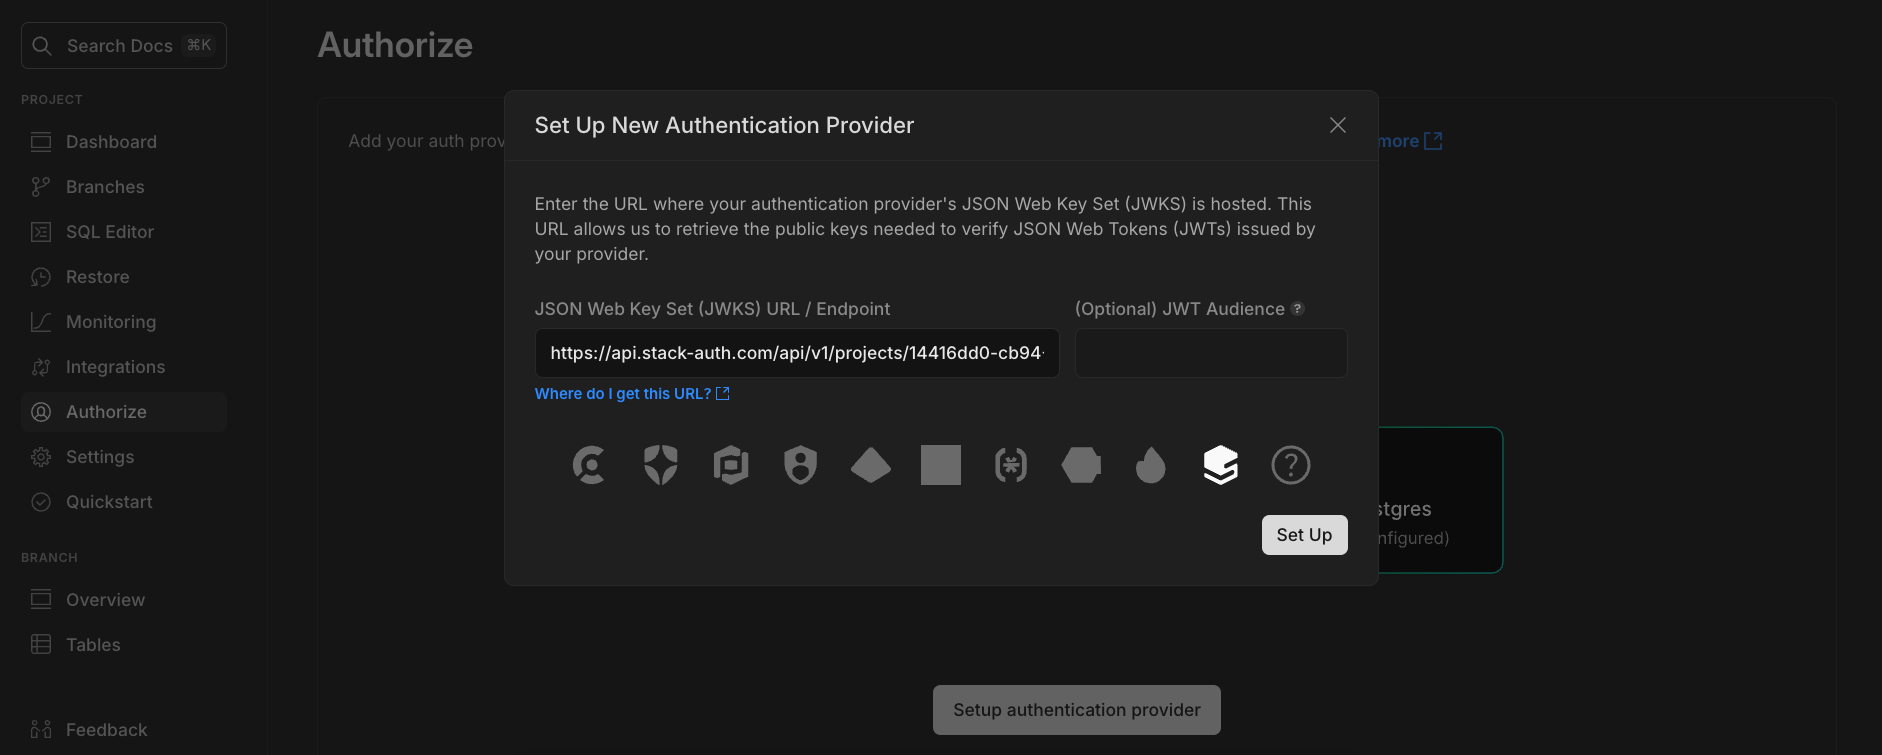 Search Docs ⌘K
PROJECT
Dashboard
Branches
SQL Editor
Restore
Monitoring
Integrations
Authorize
Settings
Quickstart
BRANCH
Overview
Tables
Feedback
Authorize
Add your auth prov
more
Set Up New Authentication Provider
Enter the URL where your authentication provider's JSON Web Key Set (JWKS) is hosted. This
URL allows us to retrieve the public keys needed to verify JSON Web Tokens (JWTs) issued by
your provider.
JSON Web Key Set (JWKS) URL / Endpoint
(Optional) JWT Audience ?
https://api.stack-auth.com/api/v1/projects/14416dd0-cb94-
Where do I get this URL?
?
Set Up
stgres
nfigured)
Setup authentication provider